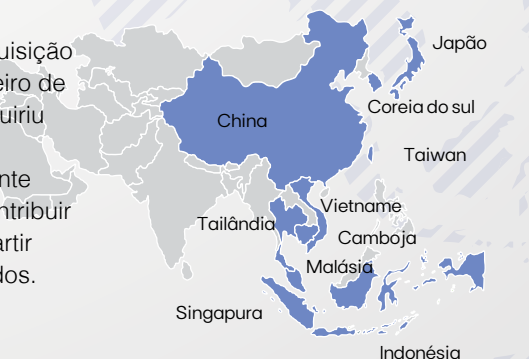 uisição
eiro de
uiriu
nte
ntribuir
artir
dos.
Japão
Coreia do sul
China
Taiwan
Vietname
Tailândia
Camboja
Malásia
Singapura
Indonésia